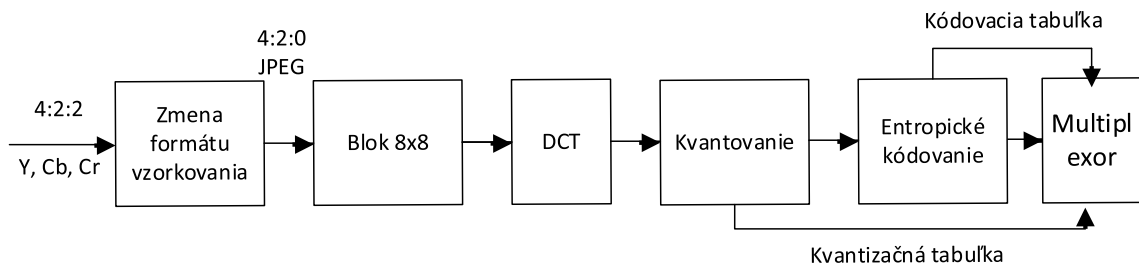 Kódovacia tabuľka
4:2:0
JPEG
4:2:2
Y, Cb, Cr
Zmena
formátu
vzorkovania
Blok 8x8
DCT
Kvantovanie
Entropické
kódovanie
Multipl
exor
Kvantizačná tabuľka